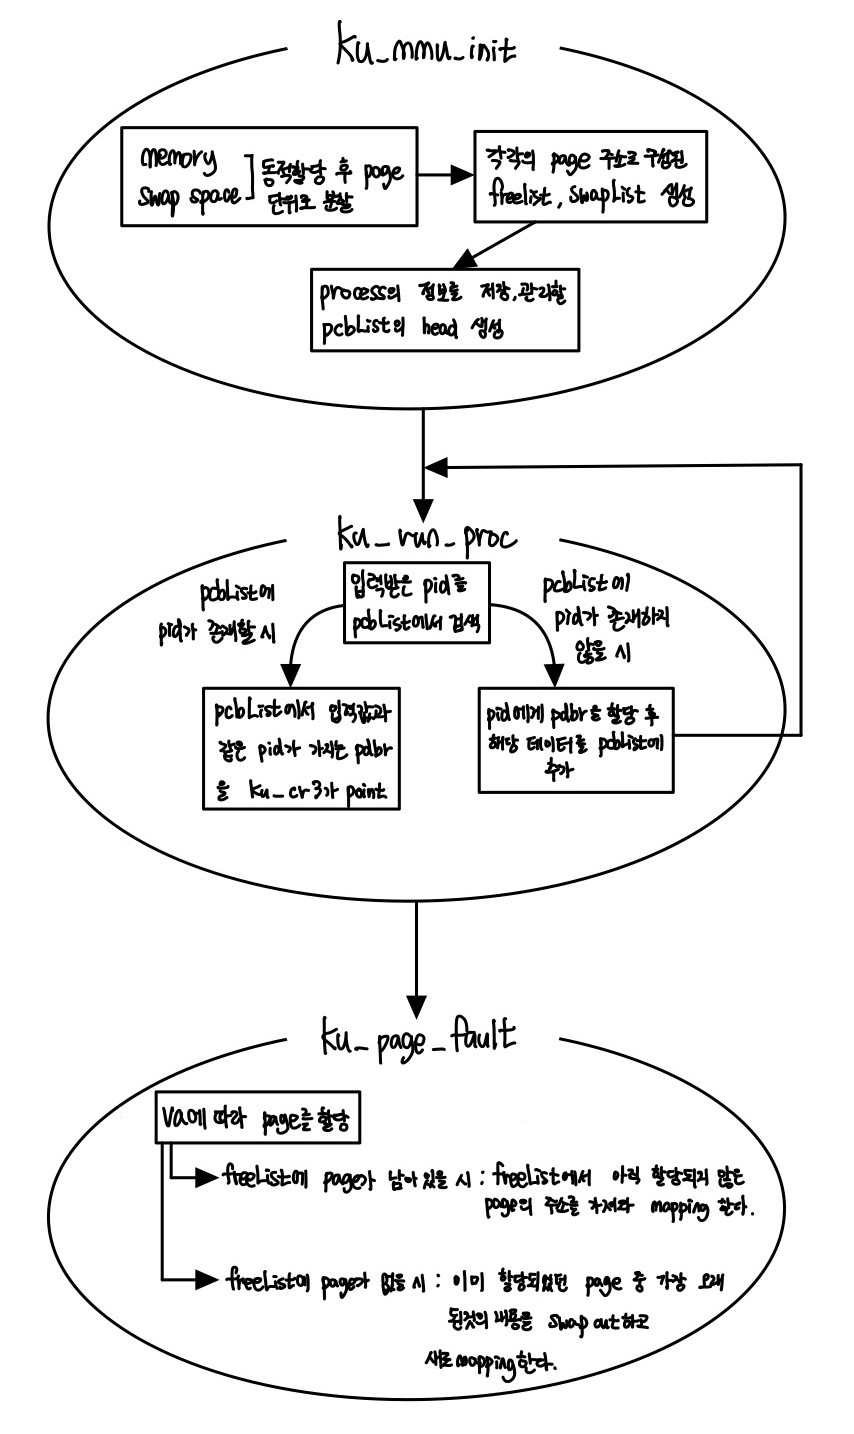 ku_mmu_init
memory
swap space
동적할당 후 page
단위로 분할
각각의 page 주소로 구성된
freelist, swapList 생성
process의 정보를 저장,관리할
pcbList의 head 생성
ku_run_proc
입력받은 pid를
pcbList에서 검색
pcbList에
pid가 존재할 시
pcbList에
pid가 존재하지
않을 시
pcbList에서 입력값과
같은 pid가 가지는 pdbr
을 ku_cr3가 point
pid에게 pdbr을 할당 후
해당 데이터를 pcbList에
추가
ku_page_fault
va에 따라 page를 할당
freeList에 page가 남아있을 시 : freeList에서 아직 할당되지 않은
page의 주소를 가져와 mapping 한다.
freeList에 page가 없을 시 : 이미 할당되었던 page 중 가장 오래
된것의 내용을 swap out하고
새로 mapping한다.